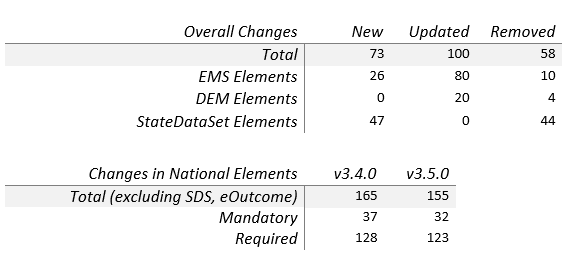 Overall Changes New Updated Removed
Total 73 100 58
EMS Elements 26 80 10
DEM Elements 0 20 4
StateDataSet Elements 47 0 44
Changes in National Elements v3.4.0 v3.5.0
Total (excluding SDS, eOutcome) 165 155
Mandatory 37 32
Required 128 123